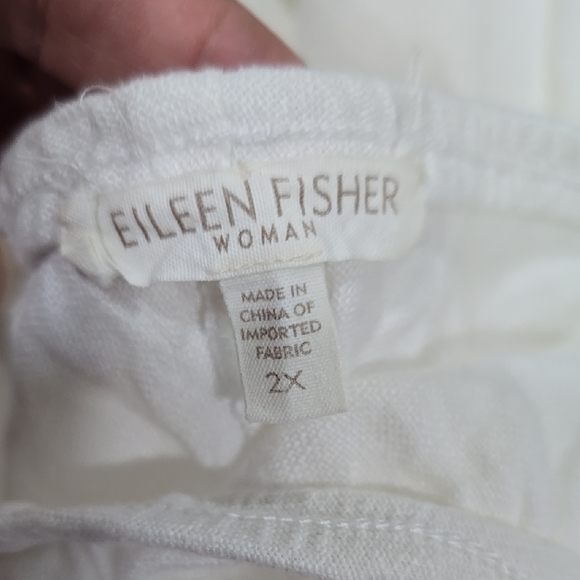 EILEEN FISHER
WOMAN
MADE IN
CHINA OF
IMPORTED
FABRIC
2X